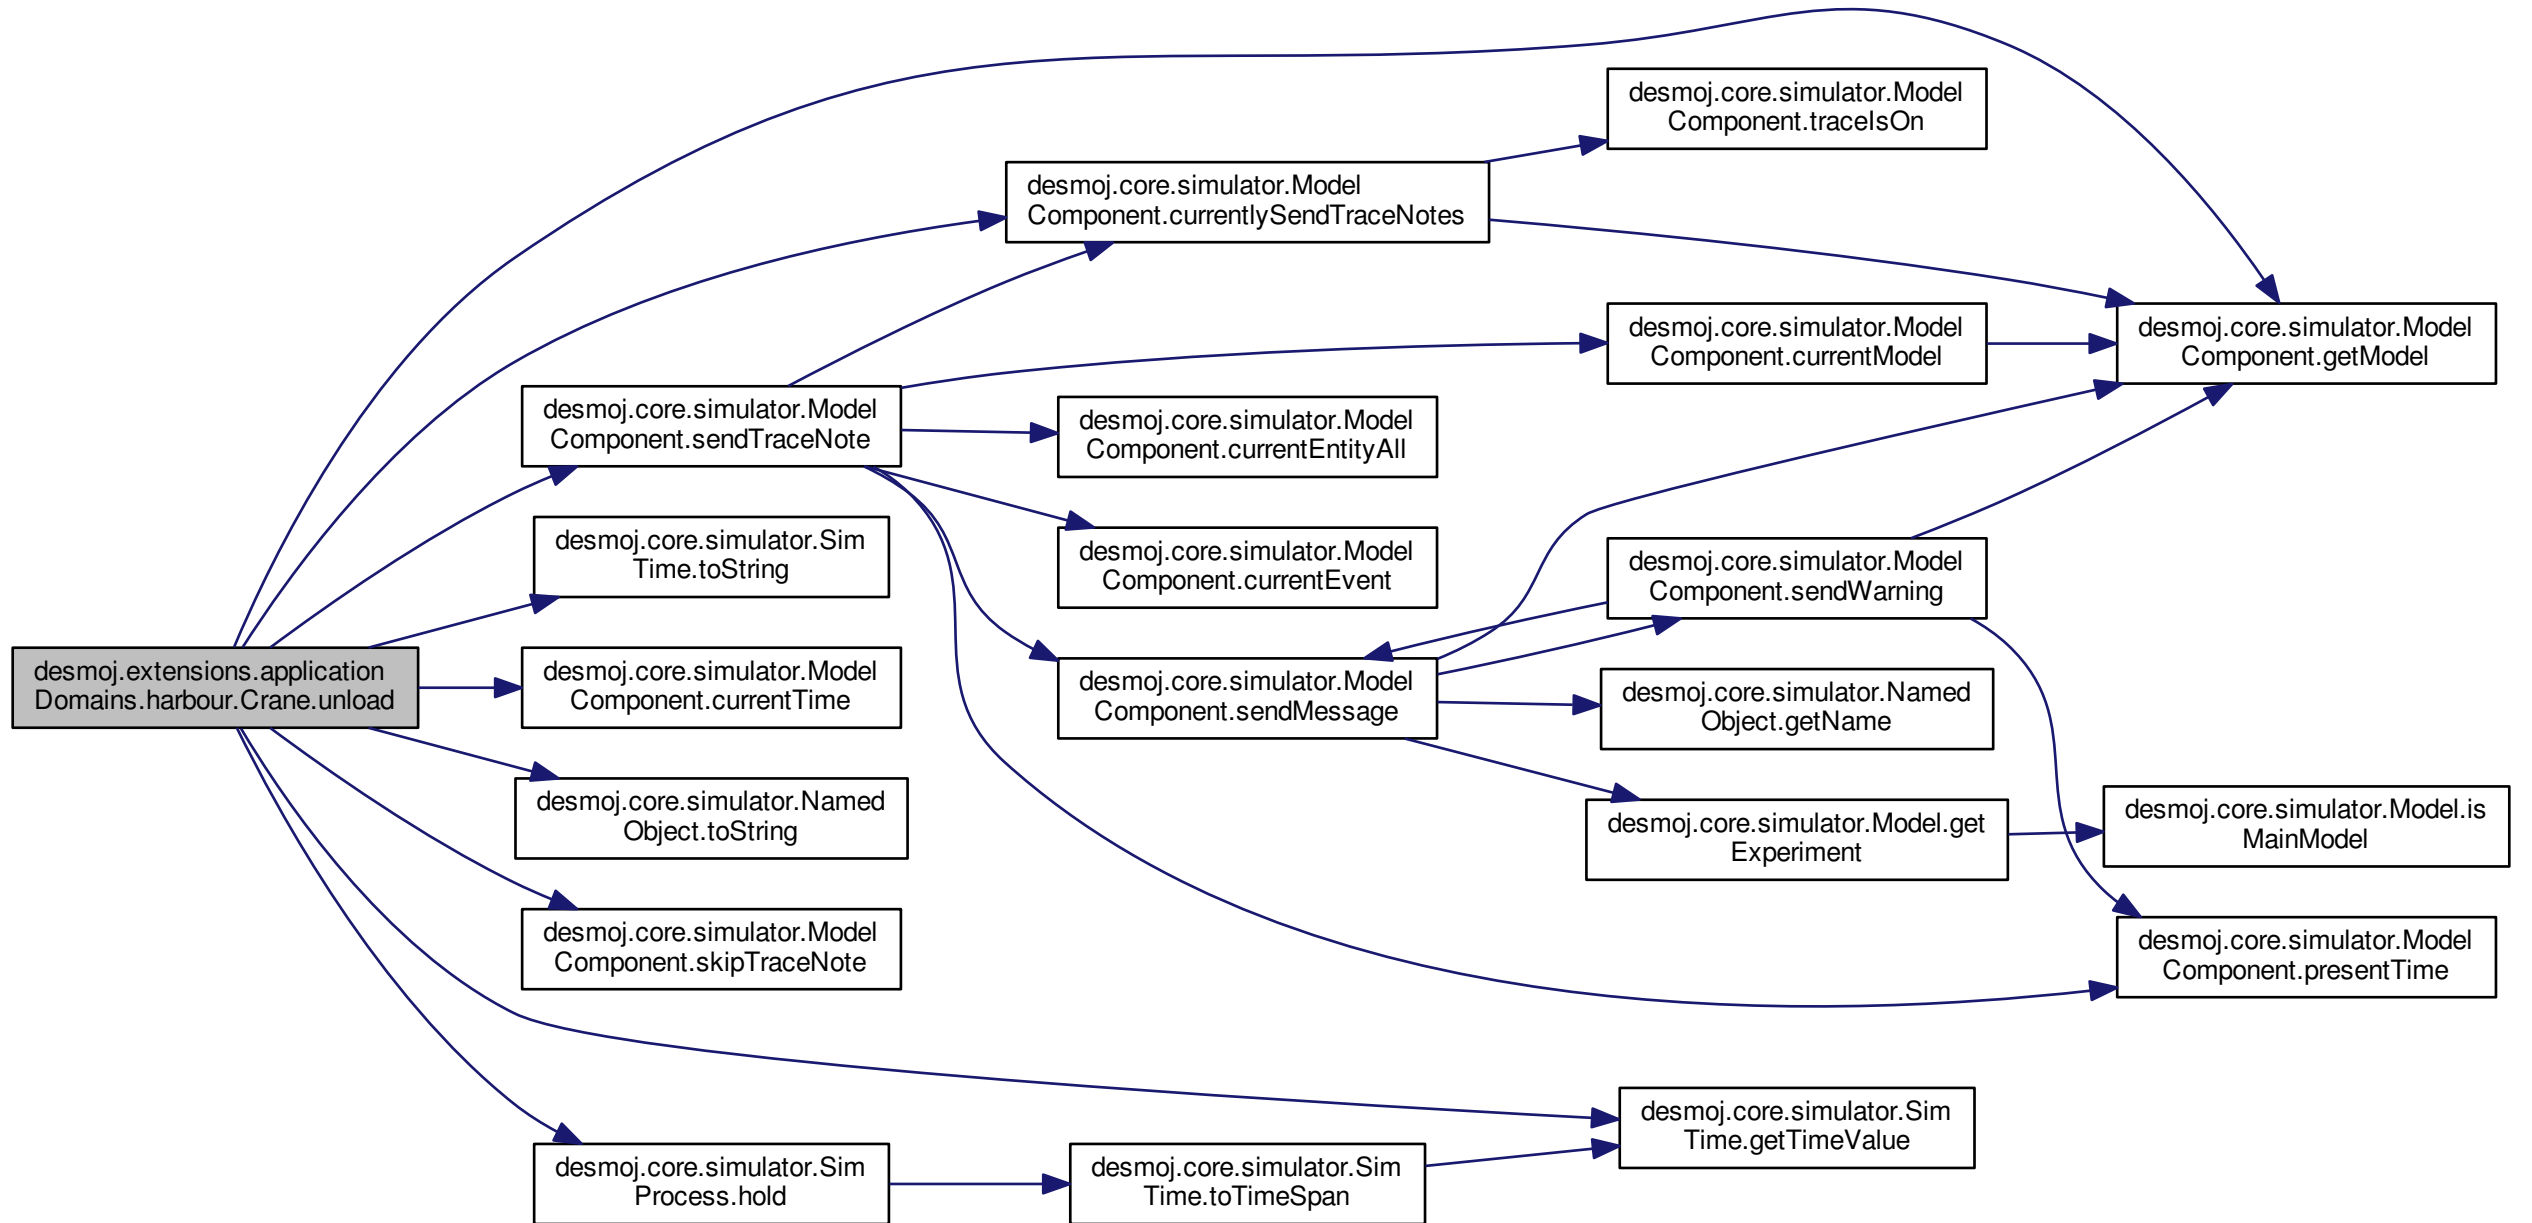 desmoj.extensions.application
Domains.harbour.Crane.unload
desmoj.core.simulator.Model
Component.sendTraceNote
desmoj.core.simulator.Sim
Time.toString
desmoj.core.simulator.Model
Component.currentTime
desmoj.core.simulator.Named
Object.toString
desmoj.core.simulator.Model
Component.skipTraceNote
desmoj.core.simulator.Sim
Process.hold
desmoj.core.simulator.Model
Component.currentlySendTraceNotes
desmoj.core.simulator.Model
Component.currentEntityAll
desmoj.core.simulator.Model
Component.currentEvent
desmoj.core.simulator.Model
Component.sendMessage
desmoj.core.simulator.Sim
Time.toTimeSpan
desmoj.core.simulator.Model
Component.traceIsOn
desmoj.core.simulator.Model
Component.currentModel
desmoj.core.simulator.Model
Component.sendWarning
desmoj.core.simulator.Named
Object.getName
desmoj.core.simulator.Model.get
Experiment
desmoj.core.simulator.Sim
Time.getTimeValue
desmoj.core.simulator.Model
Component.getModel
desmoj.core.simulator.Model.is
MainModel
desmoj.core.simulator.Model
Component.presentTime